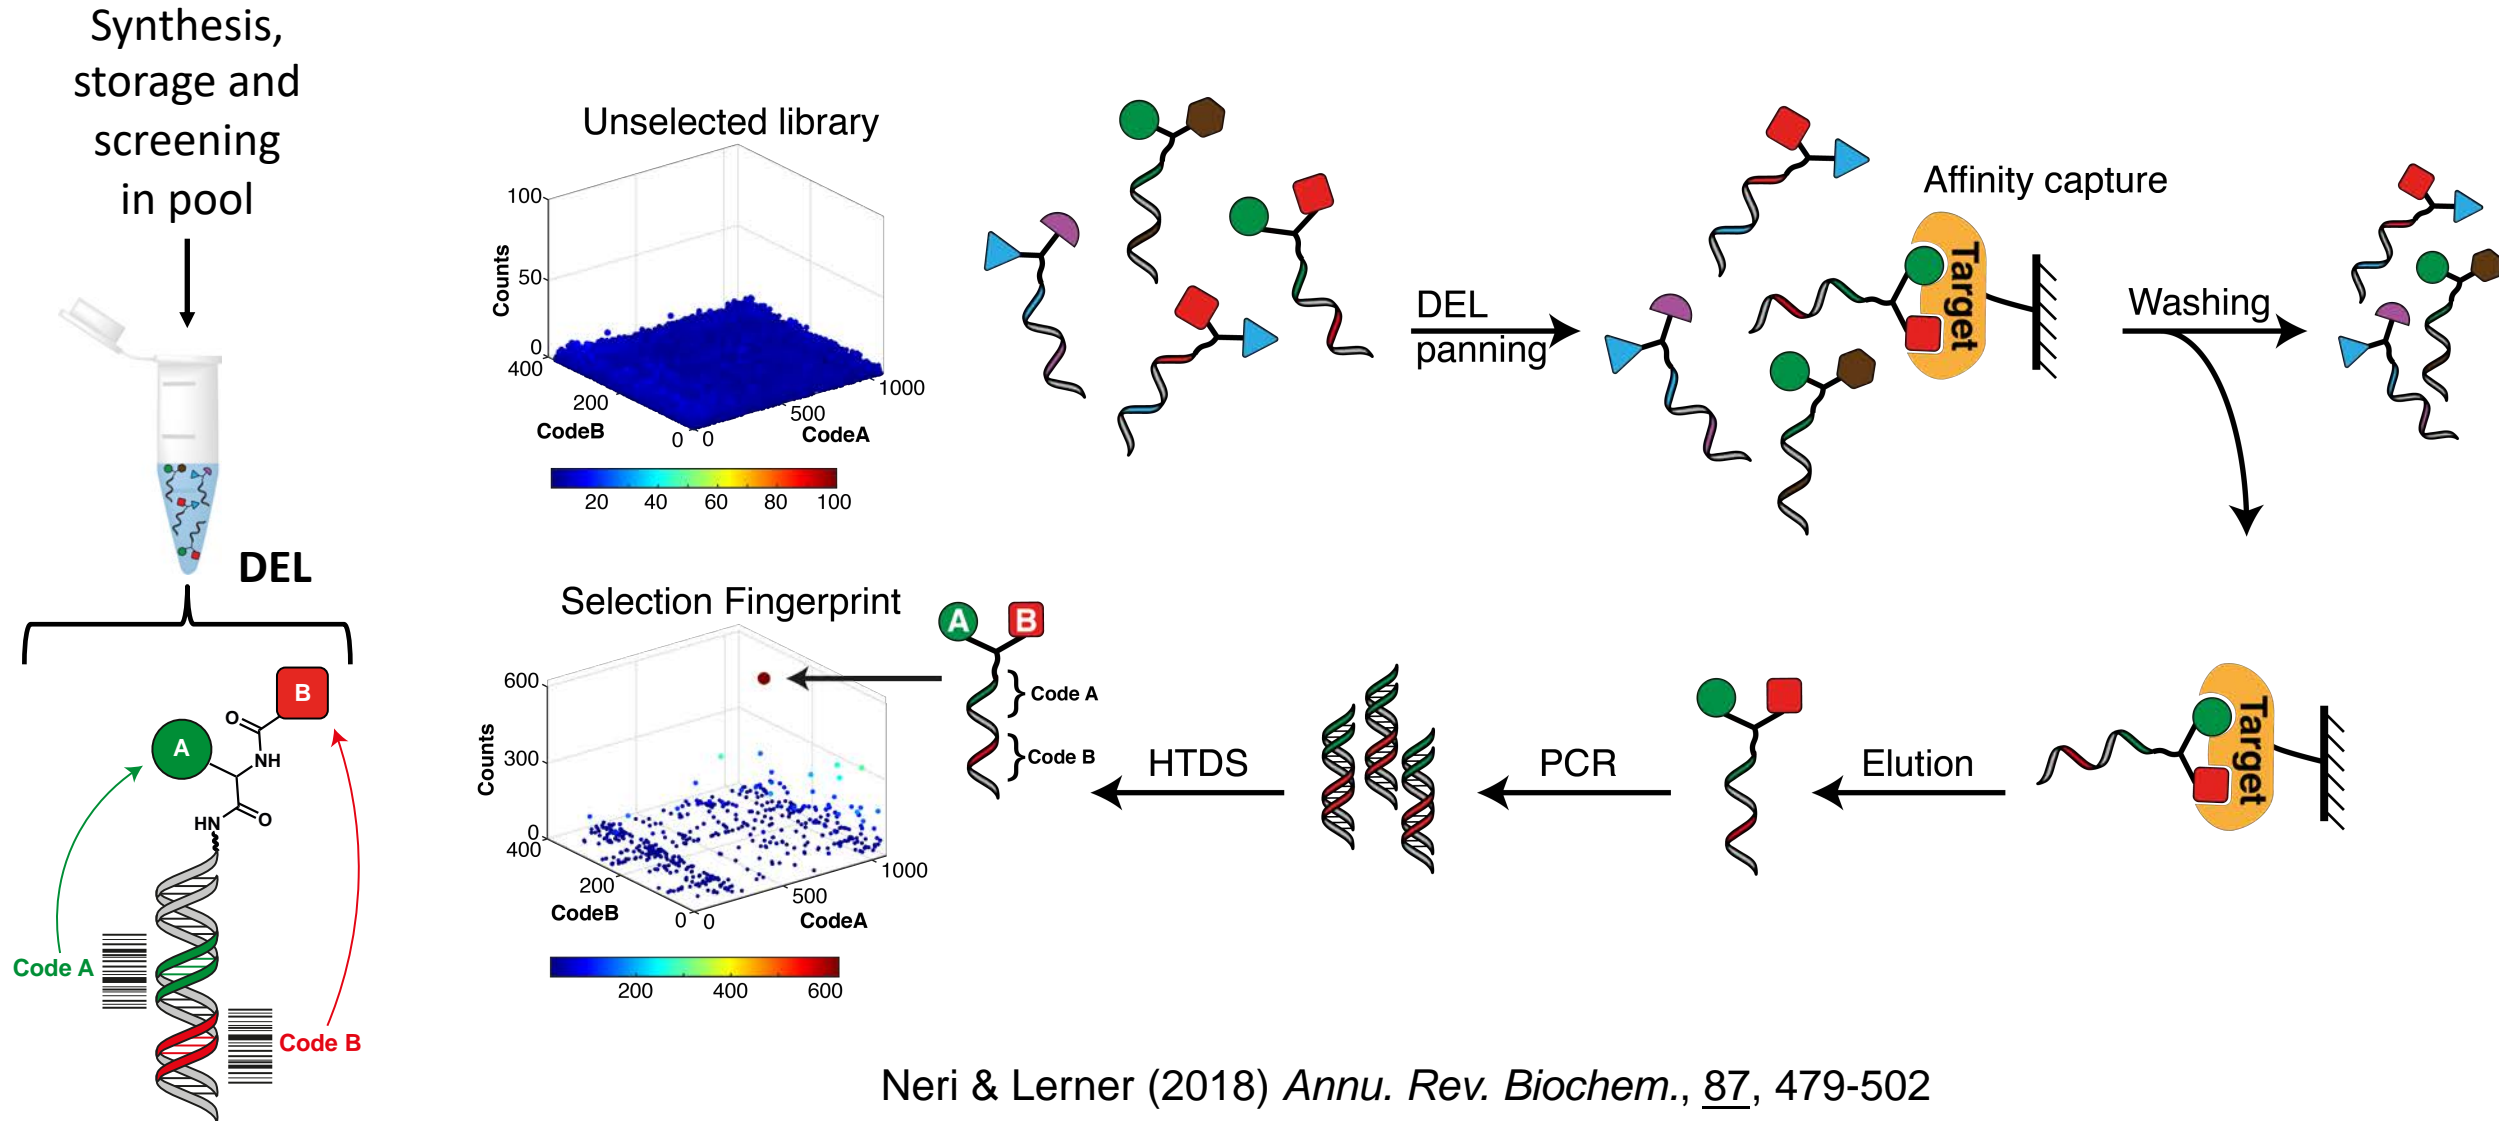 Synthesis,
storage and
screening
in pool
DEL
B
O
A
NH
O
HN
Code A
Code B
Unselected library
100
50
0
Counts
400
200
0
CodeB
0
500
1000
CodeA
20 40 60 80 100
DEL
panning
Affinity capture
Target
Washing
Target
Elution
PCR
HTDS
A B
Code A
Code B
Selection Fingerprint
600
300
0
Counts
400
200
0
CodeB
0
500
1000
CodeA
200 400 600
Neri & Lerner (2018) Annu. Rev. Biochem., 87, 479-502